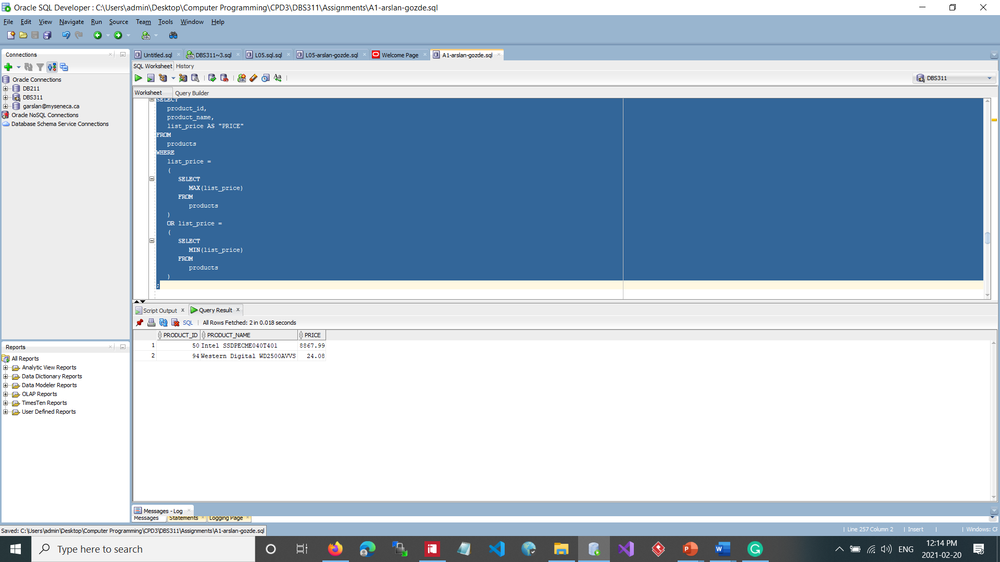 Oracle SQL Developer : C:\Users\admin\Desktop\Computer Programming\CPD3\DBS311\Assignments\A1-arslan-gozde.sql
File Edit View Navigate Run Source Team Tools Window Help
SQL
Connections
Untitled.sql
DBS311~3.sql
L05.sql.sql
L05-arslan-gozde.sql
Welcome Page
A1-arslan-gozde.sql
SQL Worksheet History
DBS311
Worksheet Query Builder
Oracle Connections
DB211
DBS311
garslan@myseneca.ca
Oracle NoSQL Connections
Database Schema Service Connections
SELECT
product_id,
product_name,
list_price AS "PRICE"
FROM
products
WHERE
list_price =
(
SELECT
MAX(list_price)
FROM
products
)
OR list_price =
(
SELECT
MIN(list_price)
FROM
products
)
;
Script Output x
Query Result x
SQL | All Rows Fetched: 2 in 0.018 seconds
PRODUCT_ID PRODUCT_NAME PRICE
1 50 Intel SSDPECME040T401 8867.99
2 94 Western Digital WD2500AVVS 24.08
Reports
All Reports
Analytic View Reports
Data Dictionary Reports
Data Modeler Reports
OLAP Reports
TimesTen Reports
User Defined Reports
Messages - Log
Messages Statements Logging Page
Saved: C:\Users\admin\Desktop\Computer Programming\CPD3\DBS311\Assignments\A1-arslan-gozde.sql
| Line 257 Column 2 | Insert | | Windows: CF
Type here to search
ENG
12:14 PM
2021-02-20